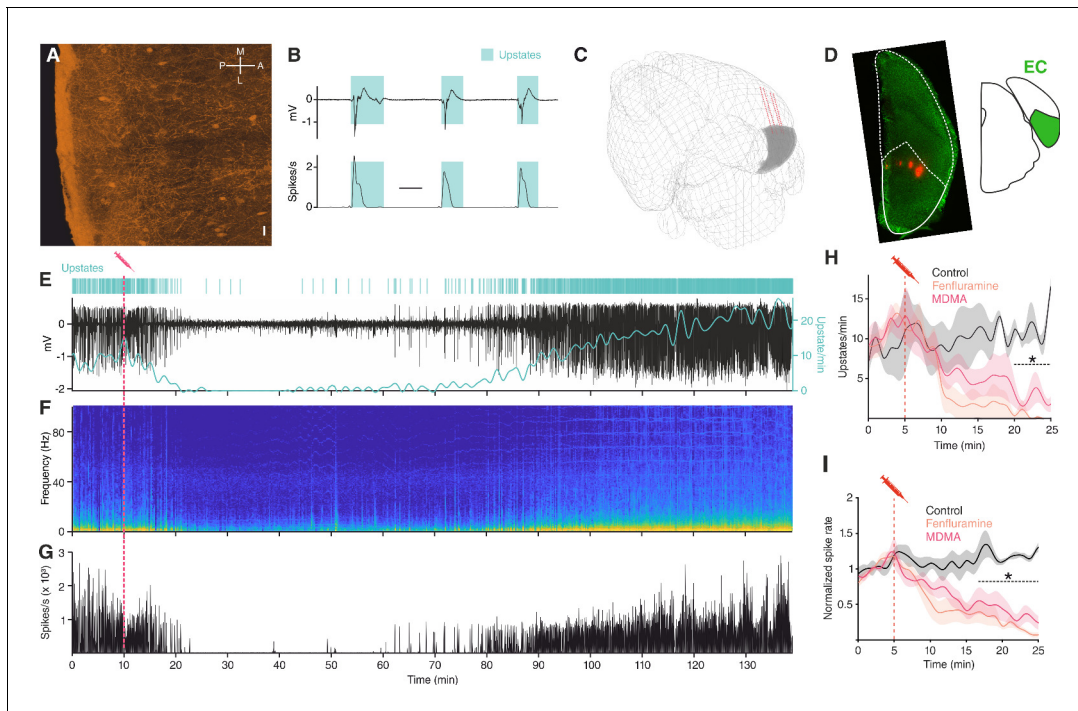 A
M
P A
L
B
Upstates
0
-1
mV
2
0
Spikes/s
C
D
EC
E
Upstates
0
-1
-2
mV
20
10
0
Upstate/min
F
80
40
0
Frequency (Hz)
G
3
2
1
Spikes/s (x 10³)
0 10 20 30 40 50 60 70 80 90 100 110 120 130
Time (min)
H
Control
Fenfluramine
MDMA
15
10
5
Upstates/min
*
0 5 10 15 20 25
Time (min)
I
Control
Fenfluramine
MDMA
2
1.5
1
0.5
Normalized spike rate
*
0 5 10 15 20 25
Time (min)